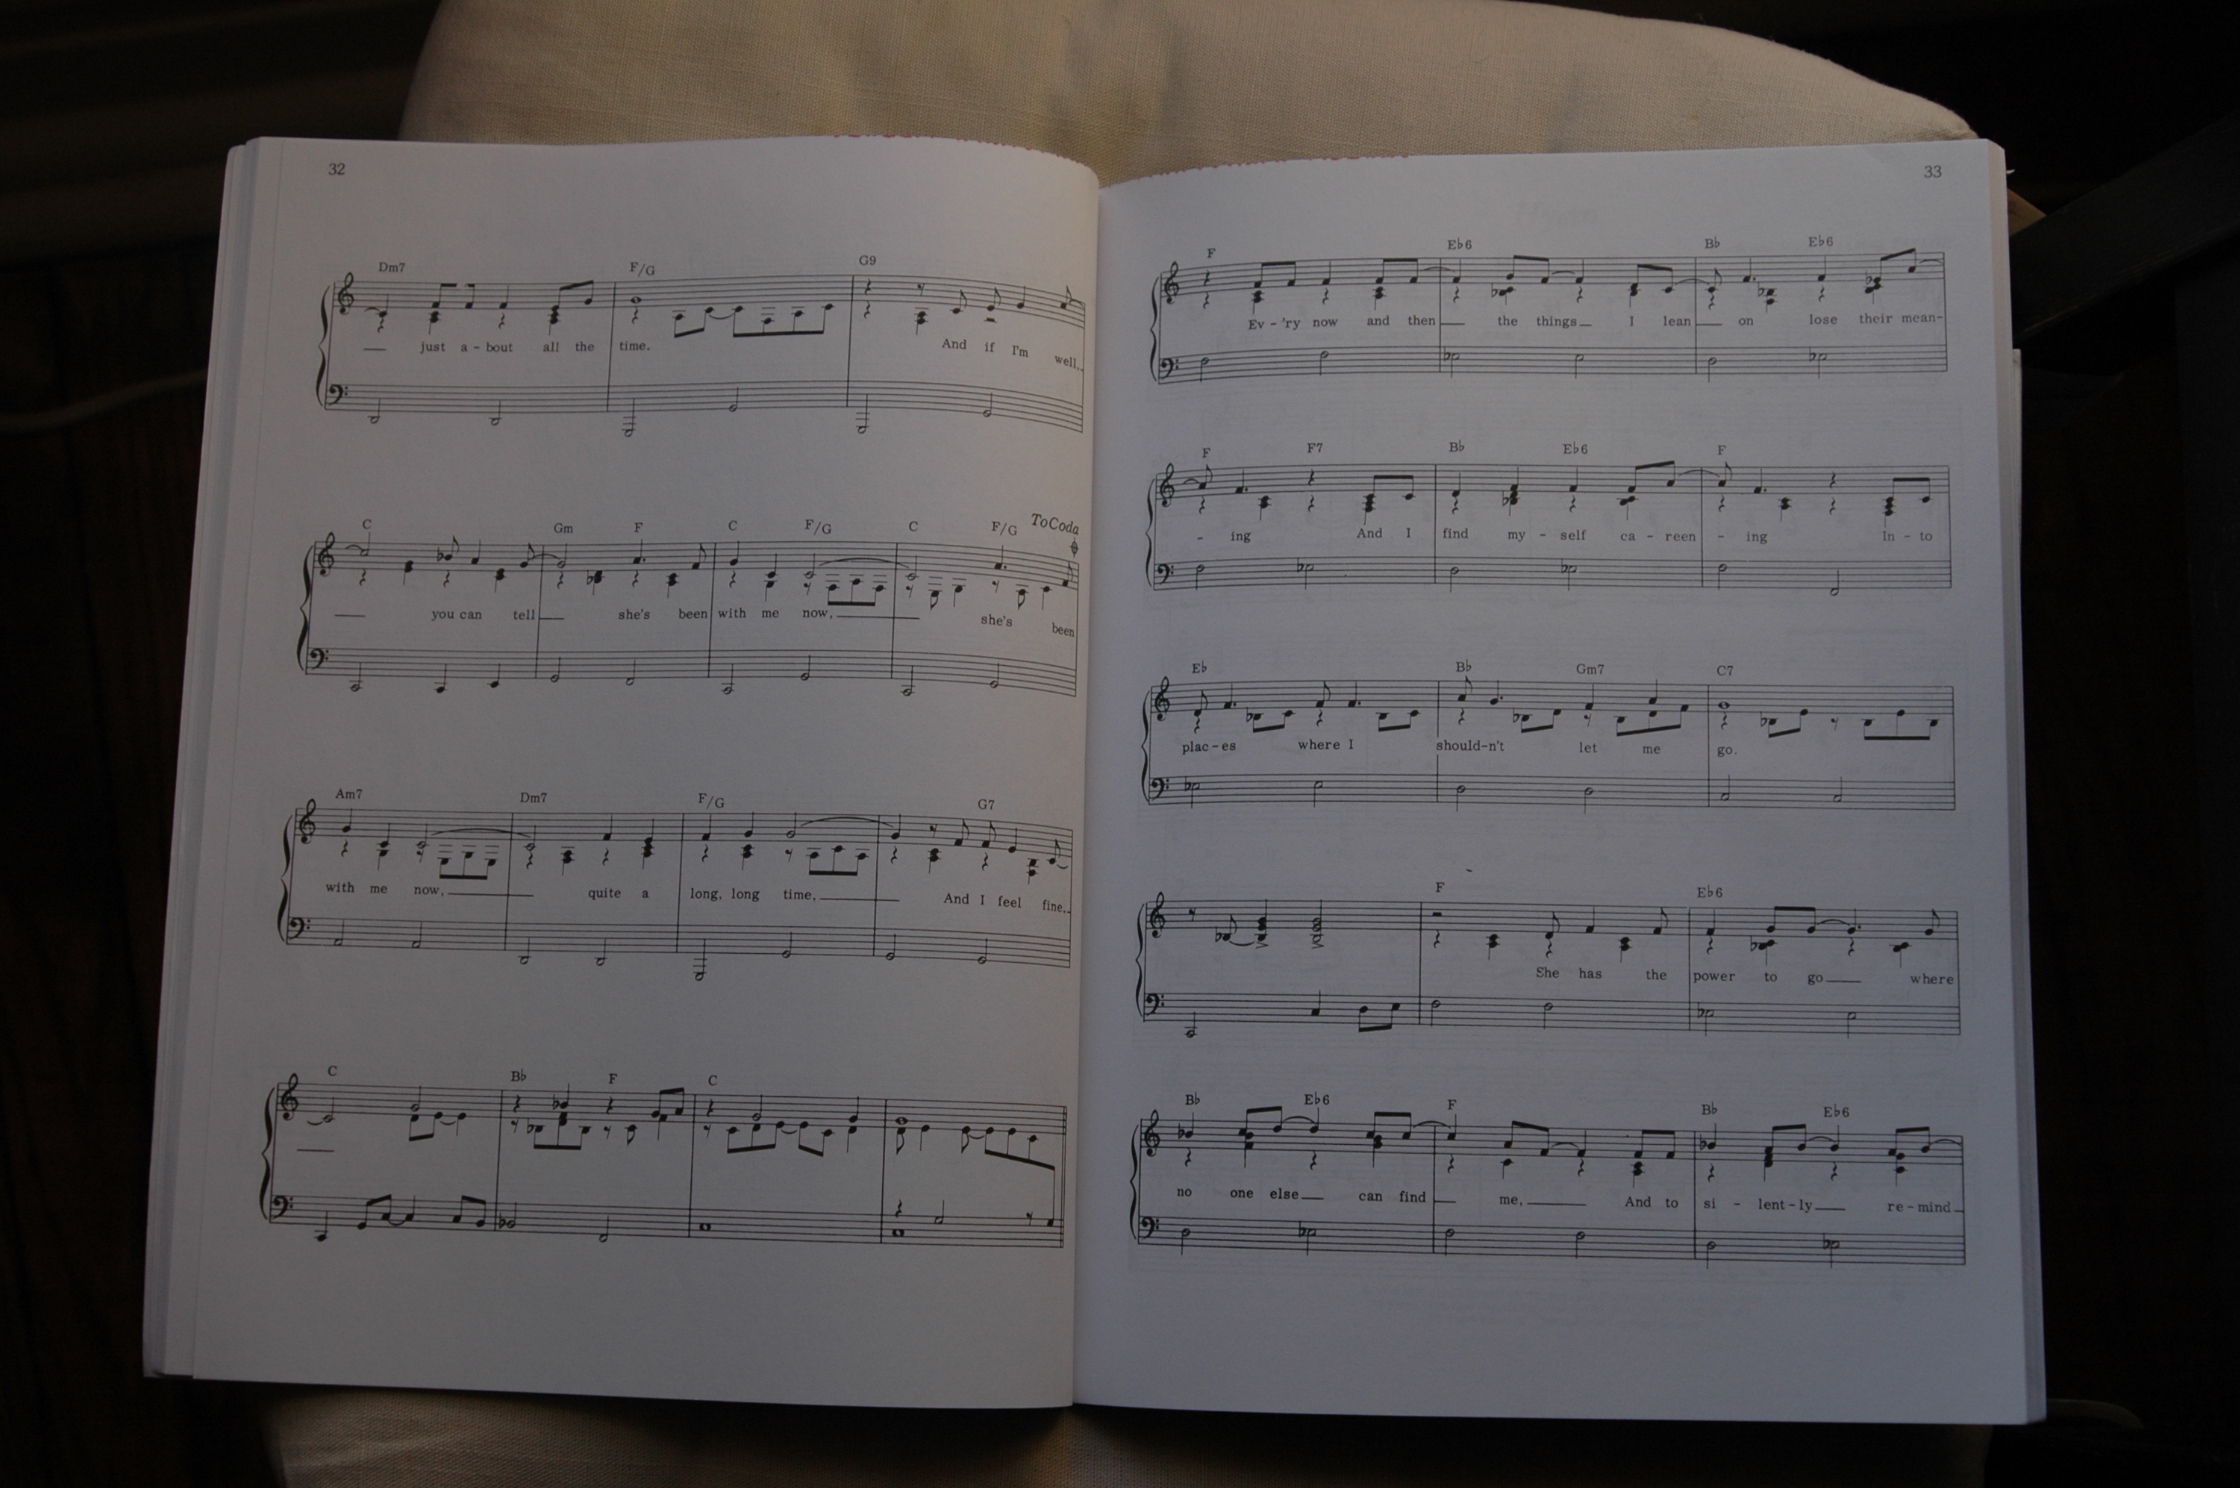 32
Dm7 F/G G9
just a - bout all the time. And if I'm well,
C Gm F C F/G C F/G To Coda
you can tell she's been with me now, she's been
Am7 Dm7 F/G G7
with me now, quite a long, long time, And I feel fine.
C B♭ F C
33
F E♭6 B♭ E♭6
Ev - 'ry now and then the things I lean on lose their mean-
F F7 B♭ E♭6 F
- ing And I find my - self ca - reen - ing In - to
E♭ B♭ Gm7 C7
plac - es where I should-n't let me go.
F E♭6
She has the power to go where
B♭ E♭6 F B♭ E♭6
no one else can find me, And to si - lent - ly re - mind